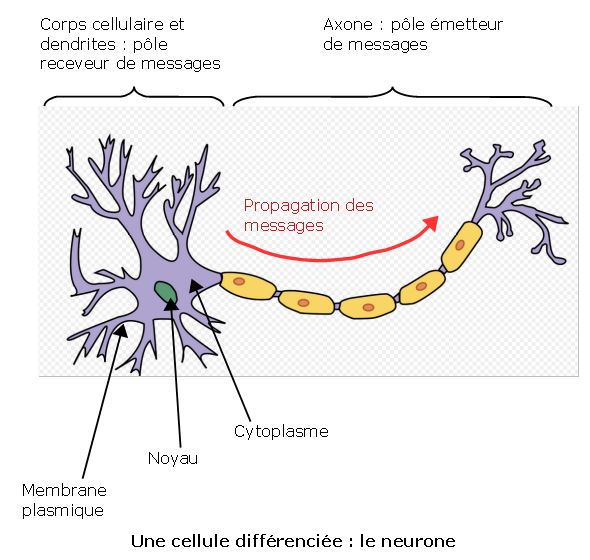 Corps cellulaire et
dendrites : pôle
receveur de messages
Axone : pôle émetteur
de messages
Propagation des
messages
Cytoplasme
Noyau
Membrane
plasmique
Une cellule différenciée : le neurone